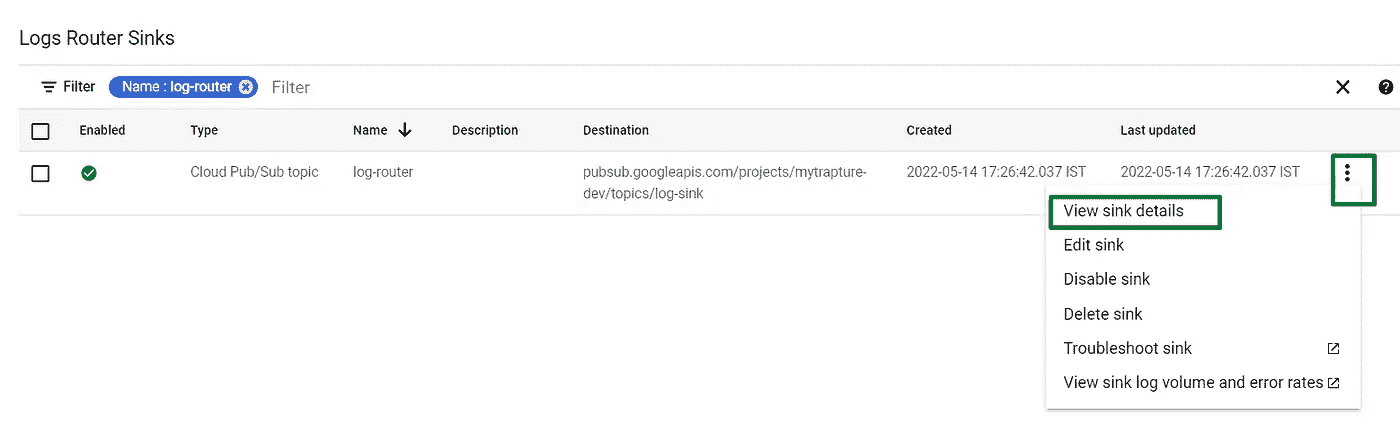 Logs Router Sinks
Filter Name : log-router Filter
Enabled Type Name Description Destination Created Last updated
Cloud Pub/Sub topic log-router pubsub.googleapis.com/projects/mytrapture- 2022-05-14 17:26:42.037 IST 2022-05-14 17:26:42.037 IST
dev/topics/log-sink
View sink details
Edit sink
Disable sink
Delete sink
Troubleshoot sink
View sink log volume and error rates